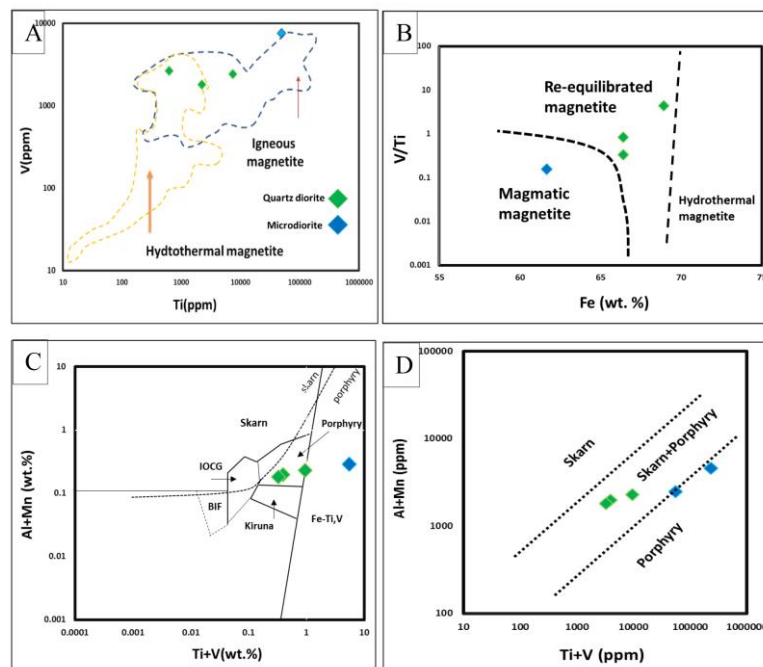 A
10000
1000
100
10
V(ppm)
Igneous
magnetite
Quartz diorite
Microdiorite
Hydtothermal magnetite
10 100 1000 10000 100000 1000000
Ti(ppm)
B
100
10
1
0.1
0.01
0.001
V/Ti
Re-equilibrated
magnetite
Magmatic
magnetite
Hydrothermal
magnetite
55 60 65 70 75
Fe (wt. %)
C
10
1
0.1
0.01
0.001
Al+Mn (wt.%)
skarn
porphyry
Skarn
Porphyry
IOCG
BIF
Kiruna
Fe-Ti,V
0.0001 0.001 0.01 0.1 1 10
Ti+V(wt.%)
D
100000
10000
1000
100
Al+Mn (ppm)
Skarn
Skarn+Porphyry
Porphyry
10 100 1000 10000 100000 1000000
Ti+V (ppm)